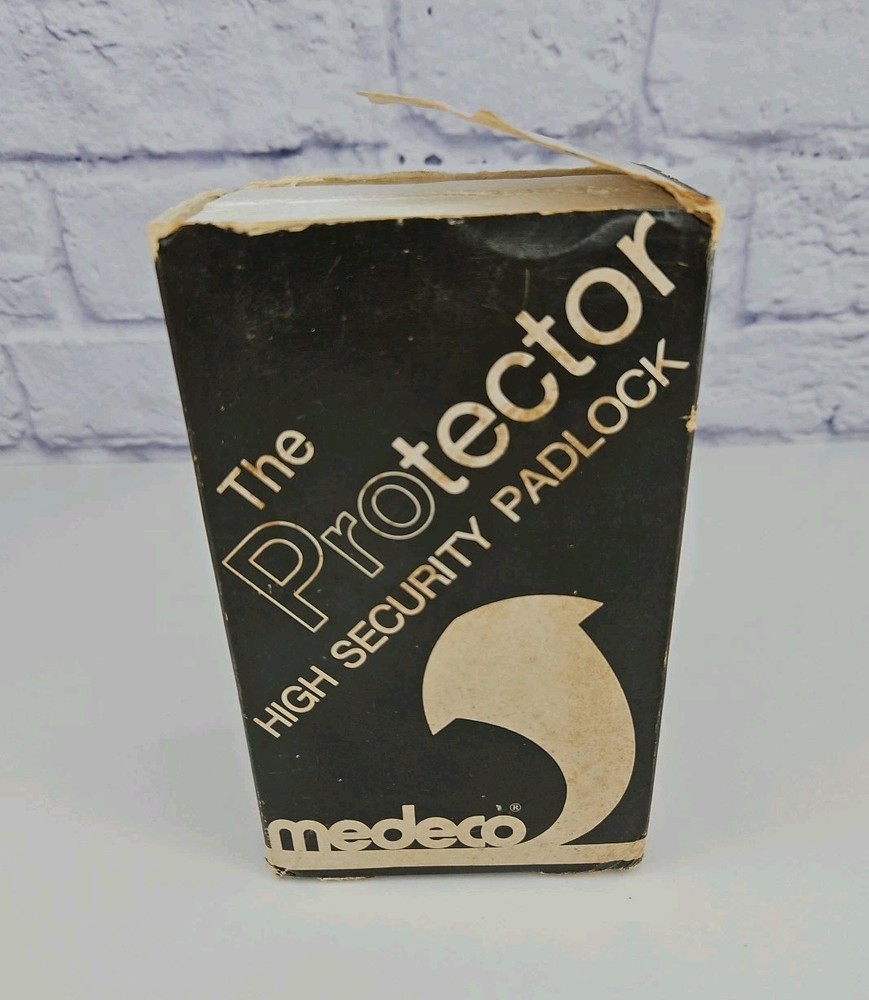 The
Protector
HIGH SECURITY PADLOCK
medeco®